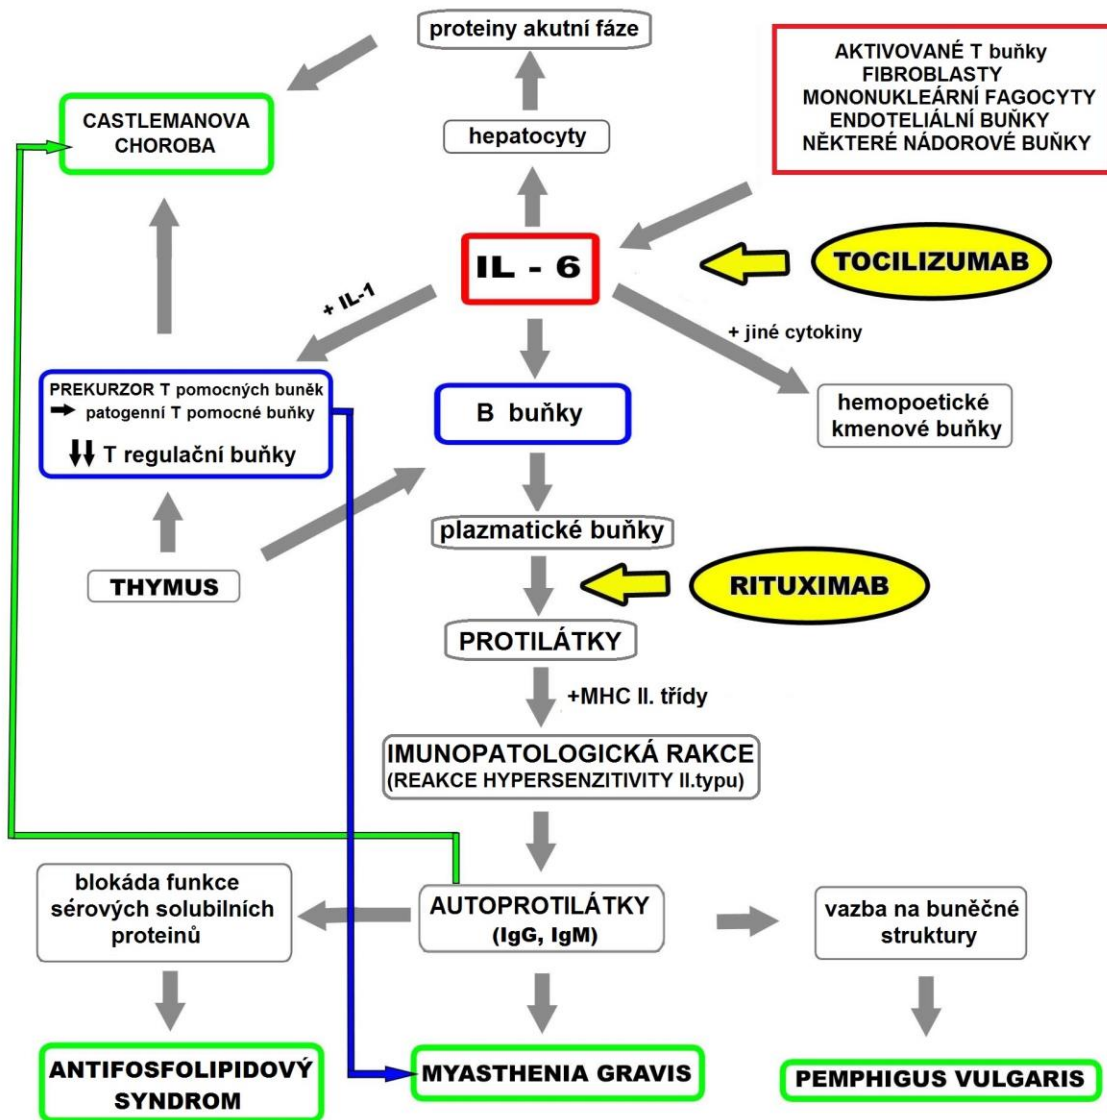 proteiny akutní fáze
AKTIVOVANÉ T buňky
FIBROBLASTY
MONONUKLEÁRNÍ FAGOCYTY
ENDOTELIÁLNÍ BUŇKY
NĚKTERÉ NÁDOROVÉ BUŇKY
CASTLEMANOVA
CHOROBA
hepatocyty
IL - 6
TOCILIZUMAB
+ IL-1
+ jiné cytokiny
PREKURZOR T pomocných buněk
patogenní T pomocné buňky
T regulační buňky
B buňky
hemopoetické
kmenové buňky
plazmatické buňky
THYMUS
RITUXIMAB
PROTILÁTKY
+MHC II. třídy
IMUNOPATOLOGICKÁ RAKCE
(REAKCE HYPERSENZITIVITY II.typu)
blokáda funkce
sérových solubilních
proteinů
AUTOPROTILÁTKY
(IgG, IgM)
vazba na buněčné
struktury
ANTIFOSFOLIPIDOVÝ
SYNDROM
MYASTHENIA GRAVIS
PEMPHIGUS VULGARIS